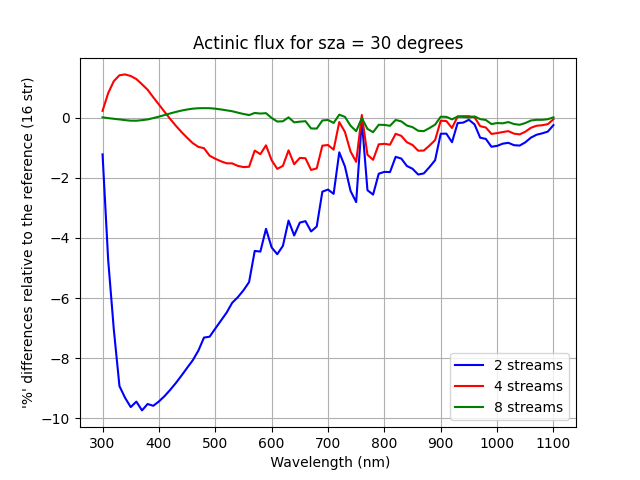 Actinic flux for sza = 30 degrees
'%' differences relative to the reference (16 str)
0
−2
−4
−6
−8
−10
300 400 500 600 700 800 900 1000 1100
Wavelength (nm)
2 streams
4 streams
8 streams